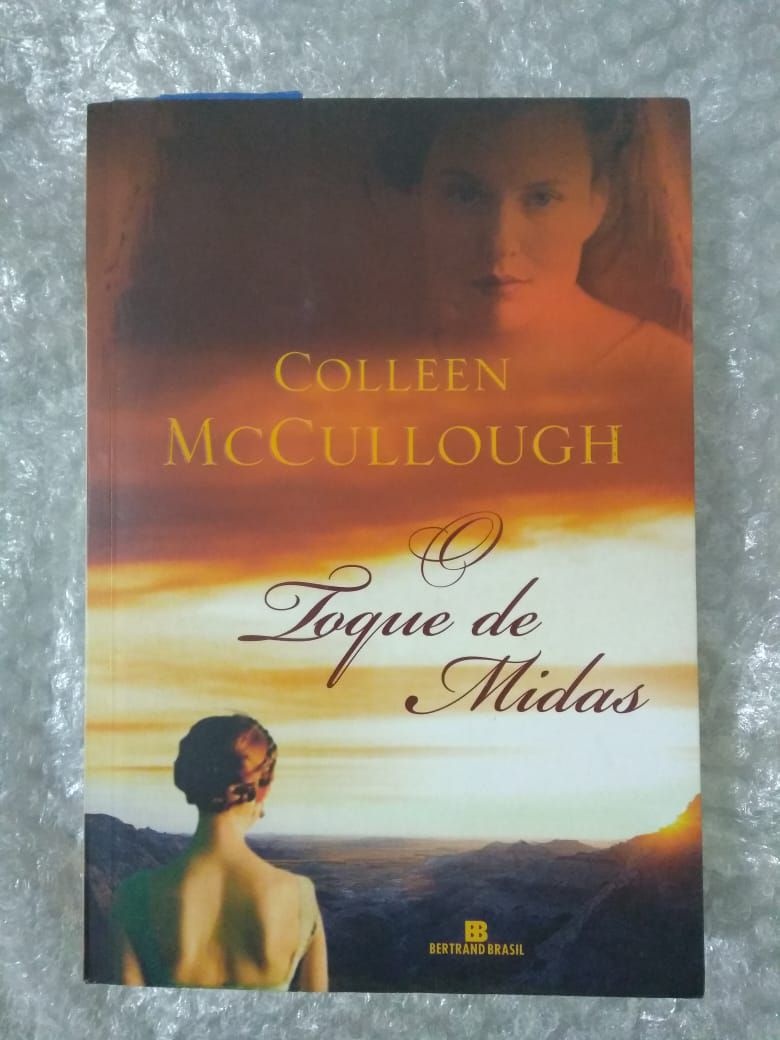 COLLEEN
MCCULLOUGH
O
Toque de
Midas
BB
BERTRAND BRASIL